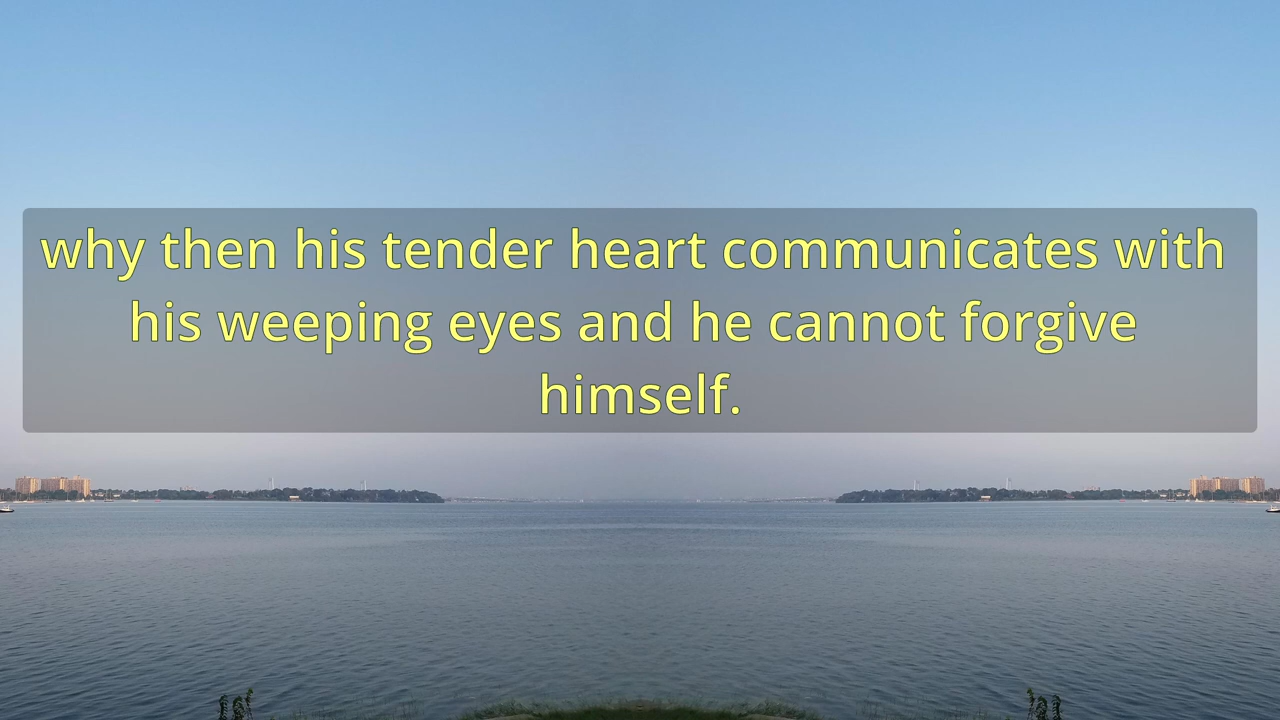 why then his tender heart communicates with
his weeping eyes and he cannot forgive
himself.